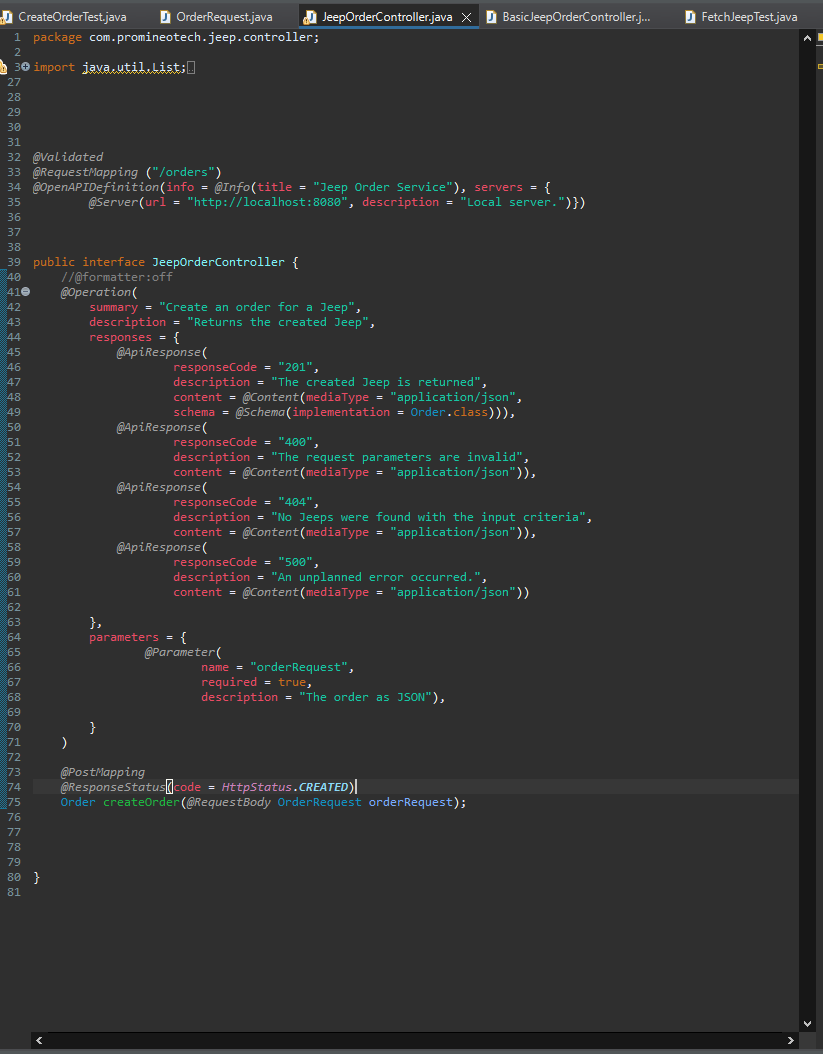 CreateOrderTest.java OrderRequest.java JeepOrderController.java BasicJeepOrderController.j... FetchJeepTest.java
1 package com.promineotech.jeep.controller;
2
3 import java.util.List;
27
28
29
30
31
32 @Validated
33 @RequestMapping ("/orders")
34 @OpenAPIDefinition(info = @Info(title = "Jeep Order Service"), servers = {
35 @Server(url = "http://localhost:8080", description = "Local server.")})
36
37
38
39 public interface JeepOrderController {
40 //@formatter:off
41 @Operation(
42 summary = "Create an order for a Jeep",
43 description = "Returns the created Jeep",
44 responses = {
45 @ApiResponse(
46 responseCode = "201",
47 description = "The created Jeep is returned",
48 content = @Content(mediaType = "application/json",
49 schema = @Schema(implementation = Order.class))),
50 @ApiResponse(
51 responseCode = "400",
52 description = "The request parameters are invalid",
53 content = @Content(mediaType = "application/json")),
54 @ApiResponse(
55 responseCode = "404",
56 description = "No Jeeps were found with the input criteria",
57 content = @Content(mediaType = "application/json")),
58 @ApiResponse(
59 responseCode = "500",
60 description = "An unplanned error occurred.",
61 content = @Content(mediaType = "application/json"))
62
63 },
64 parameters = {
65 @Parameter(
66 name = "orderRequest",
67 required = true,
68 description = "The order as JSON"),
69
70 }
71 )
72
73 @PostMapping
74 @ResponseStatus(code = HttpStatus.CREATED)
75 Order createOrder(@RequestBody OrderRequest orderRequest);
76
77
78
79
80 }
81